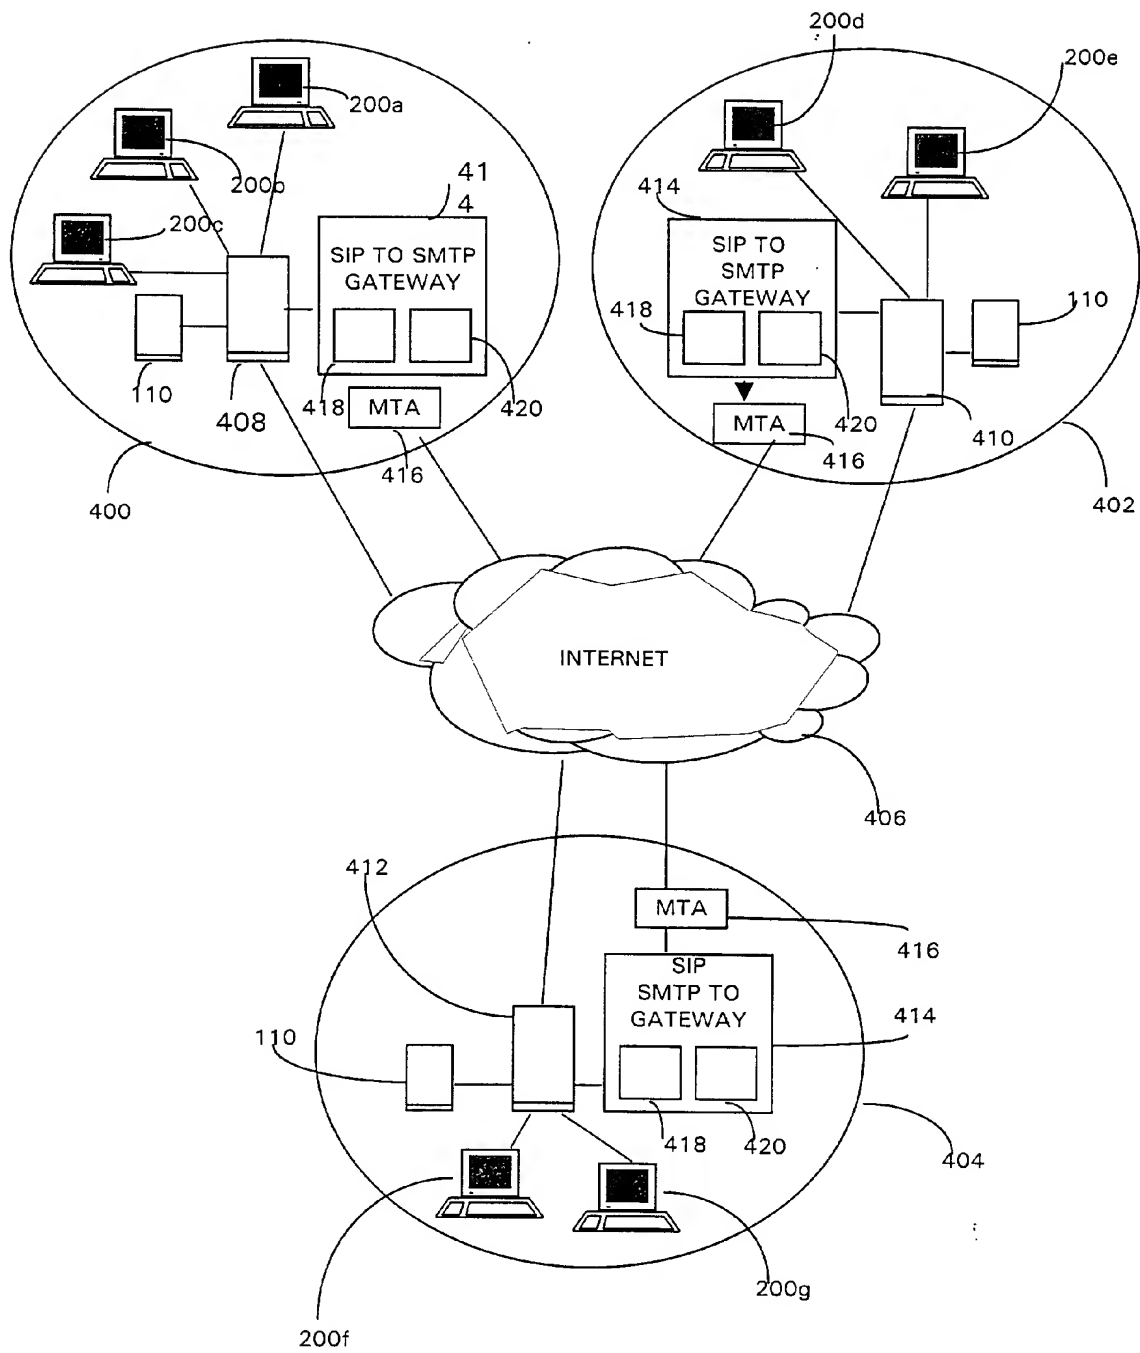 200d
200e
200a
200b
200c
41
4
SIP TO SMTP
GATEWAY
110
408
418
420
MTA
416
400
414
SIP TO
SMTP
GATEWAY
418
110
420
MTA
416
410
402
INTERNET
406
412
MTA
416
SIP
SMTP TO
GATEWAY
414
110
418
420
404
200f
200g